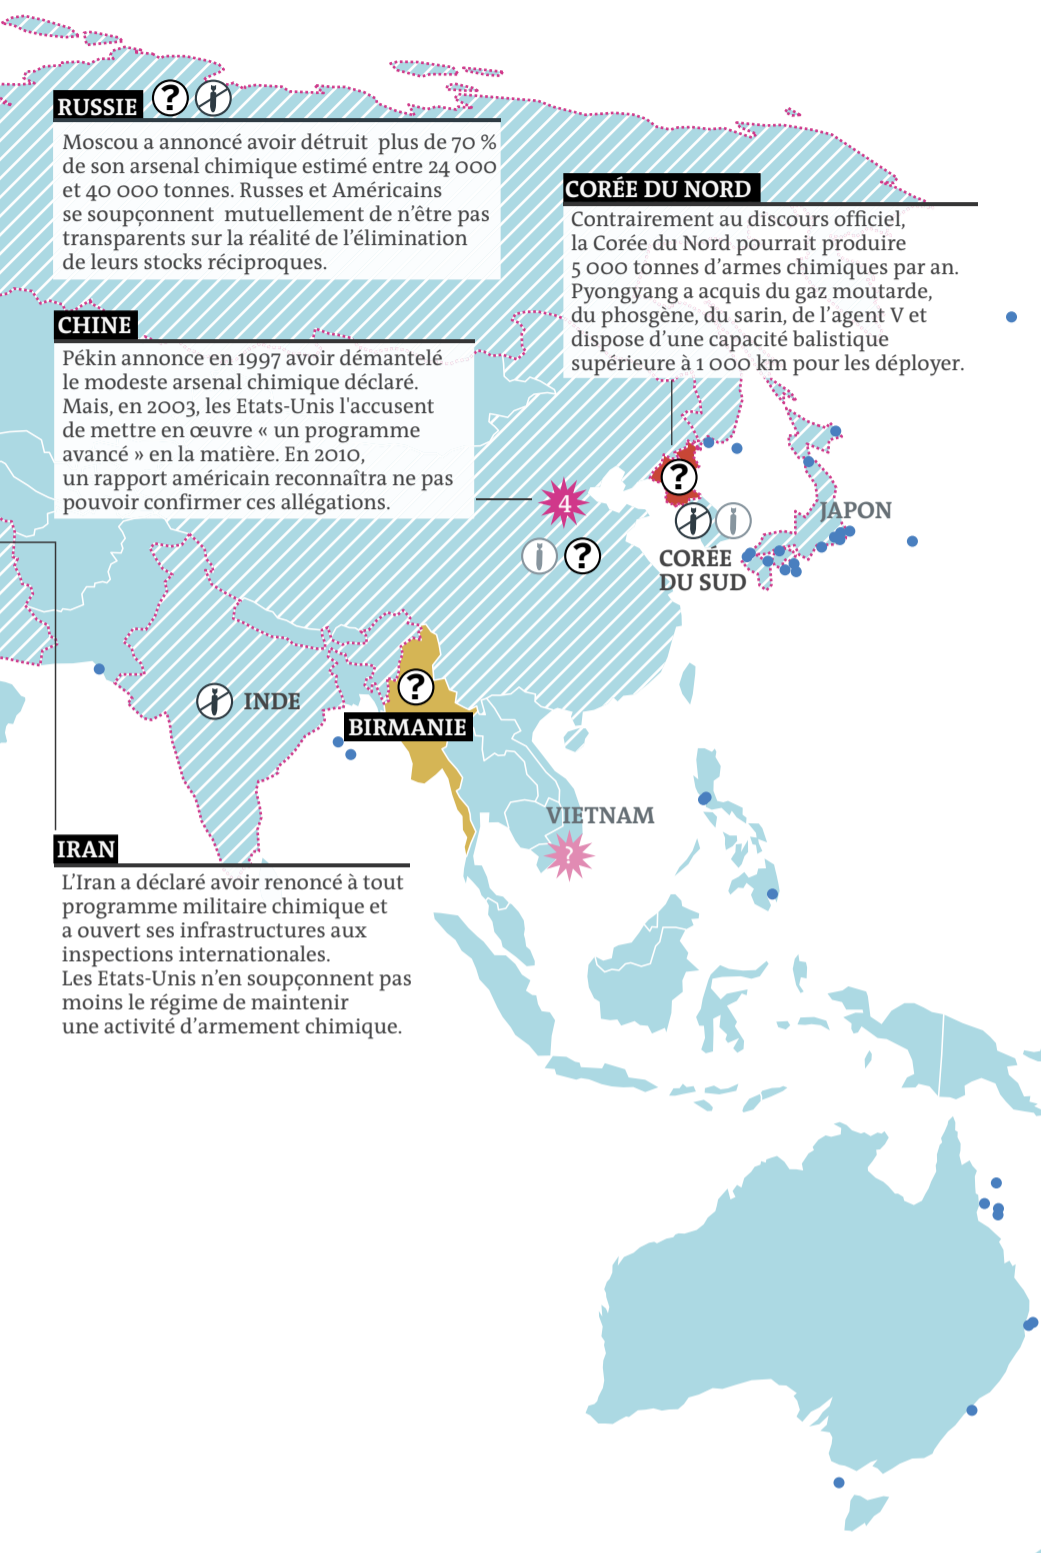 RUSSIE
?
Moscou a annoncé avoir détruit plus de 70 %
de son arsenal chimique estimé entre 24 000
et 40 000 tonnes. Russes et Américains
se soupçonnent mutuellement de n’être pas
transparents sur la réalité de l’élimination
de leurs stocks réciproques.
CORÉE DU NORD
Contrairement au discours officiel,
la Corée du Nord pourrait produire
5 000 tonnes d’armes chimiques par an.
Pyongyang a acquis du gaz moutarde,
du phosgène, du sarin, de l’agent V et
dispose d’une capacité balistique
supérieure à 1 000 km pour les déployer.
CHINE
Pékin annonce en 1997 avoir démantelé
le modeste arsenal chimique déclaré.
Mais, en 2003, les Etats-Unis l'accusent
de mettre en œuvre « un programme
avancé » en la matière. En 2010,
un rapport américain reconnaîtra ne pas
pouvoir confirmer ces allégations.
4
?
?
JAPON
CORÉE
DU SUD
INDE
?
BIRMANIE
VIETNAM
?
IRAN
L’Iran a déclaré avoir renoncé à tout
programme militaire chimique et
a ouvert ses infrastructures aux
inspections internationales.
Les Etats-Unis n’en soupçonnent pas
moins le régime de maintenir
une activité d’armement chimique.